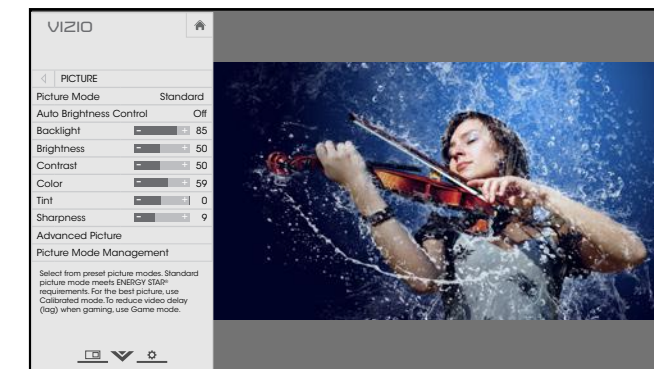 VIZIO
PICTURE
Picture Mode Standard
Auto Brightness Control Off
Backlight 85
Brightness 50
Contrast 50
Color 59
Tint 0
Sharpness 9
Advanced Picture
Picture Mode Management
Select from preset picture modes. Standard
picture mode meets ENERGY STAR®
requirements. For the best picture, use
Calibrated mode. To reduce video delay
(lag) when gaming, use Game mode.